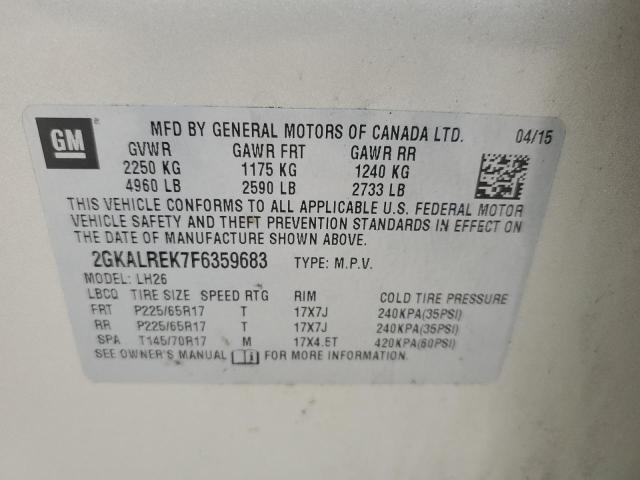 GM
MFD BY GENERAL MOTORS OF CANADA LTD. 04/15
GVWR GAWR FRT GAWR RR
2250 KG 1175 KG 1240 KG
4960 LB 2590 LB 2733 LB
THIS VEHICLE CONFORMS TO ALL APPLICABLE U.S. FEDERAL MOTOR
VEHICLE SAFETY AND THEFT PREVENTION STANDARDS IN EFFECT ON
THE DATE OF MANUFACTURE SHOWN ABOVE.
2GKALREK7F6359683 TYPE: M.P.V.
MODEL: LH26
LBCQ TIRE SIZE SPEED RTG RIM COLD TIRE PRESSURE
FRT P225/65R17 T 17X7J 240KPA(35PSI)
RR P225/65R17 T 17X7J 240KPA(35PSI)
SPA T145/70R17 M 17X4.5T 420KPA(60PSI)
SEE OWNER'S MANUAL FOR MORE INFORMATION.